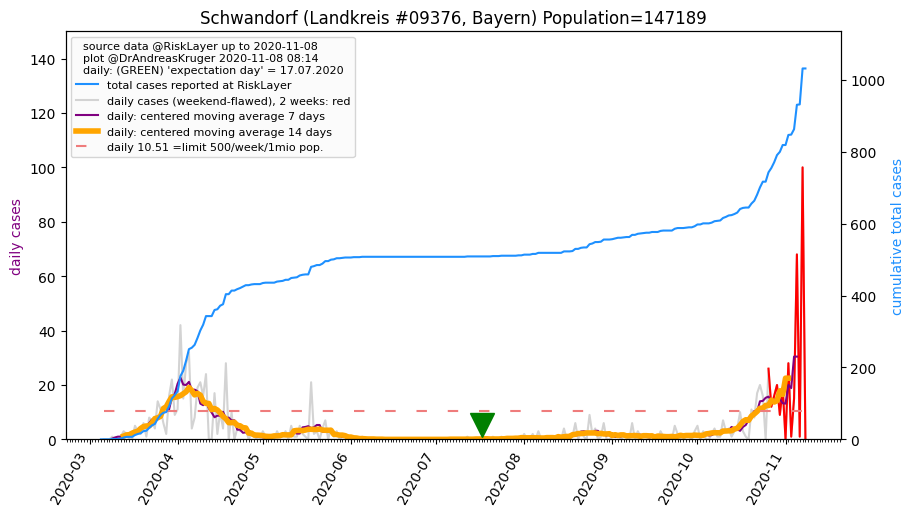 Schwandorf (Landkreis #09376, Bayern) Population=147189
source data @RiskLayer up to 2020-11-08
plot @DrAndreasKruger 2020-11-08 08:14
daily: (GREEN) 'expectation day' = 17.07.2020
total cases reported at RiskLayer
daily cases (weekend-flawed), 2 weeks: red
daily: centered moving average 7 days
daily: centered moving average 14 days
daily 10.51 =limit 500/week/1mio pop.
daily cases
140
120
100
80
60
40
20
0
cumulative total cases
1000
800
600
400
200
0
2020-03
2020-04
2020-05
2020-06
2020-07
2020-08
2020-09
2020-10
2020-11